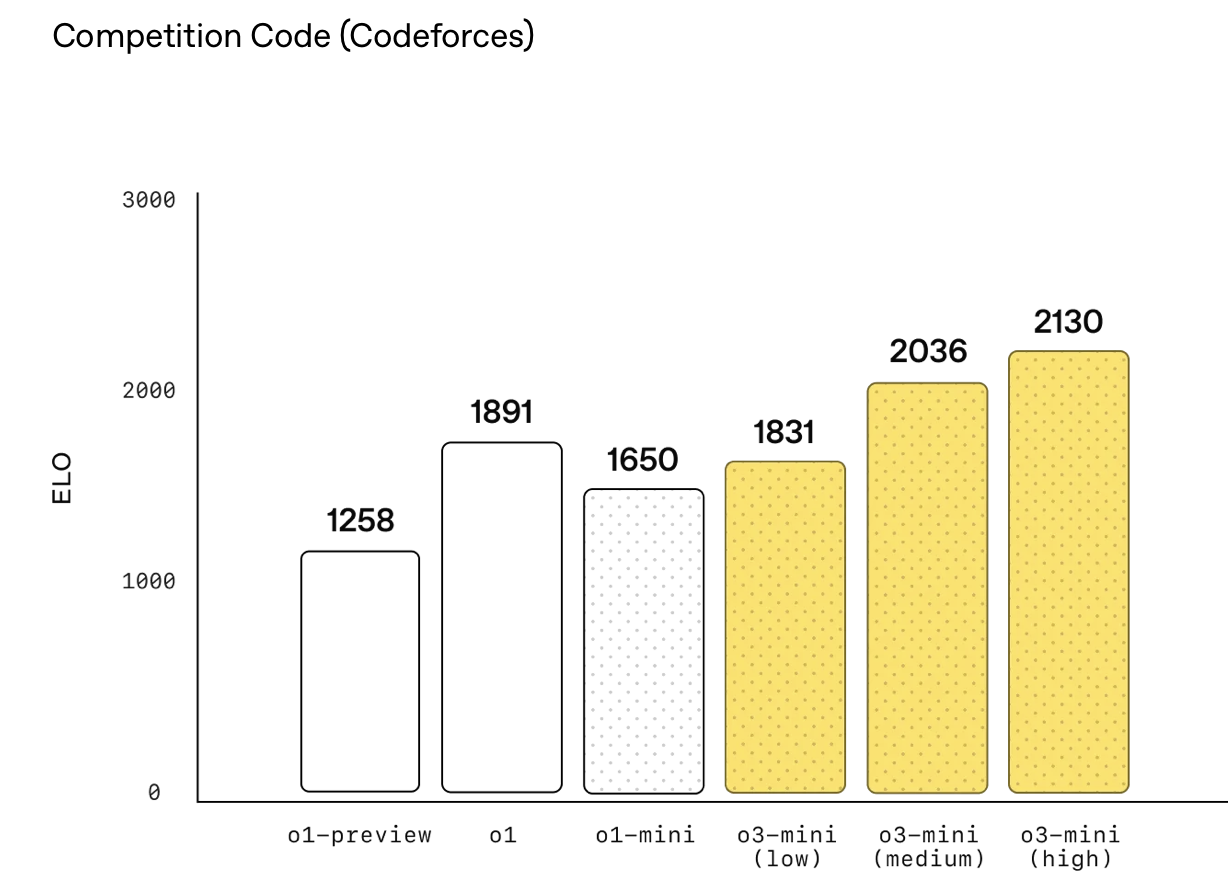 Competition Code (Codeforces)
3000
2000
1000
0
ELO
1258
1891
1650
1831
2036
2130
o1-preview
o1
o1-mini
o3-mini
(low)
o3-mini
(medium)
o3-mini
(high)